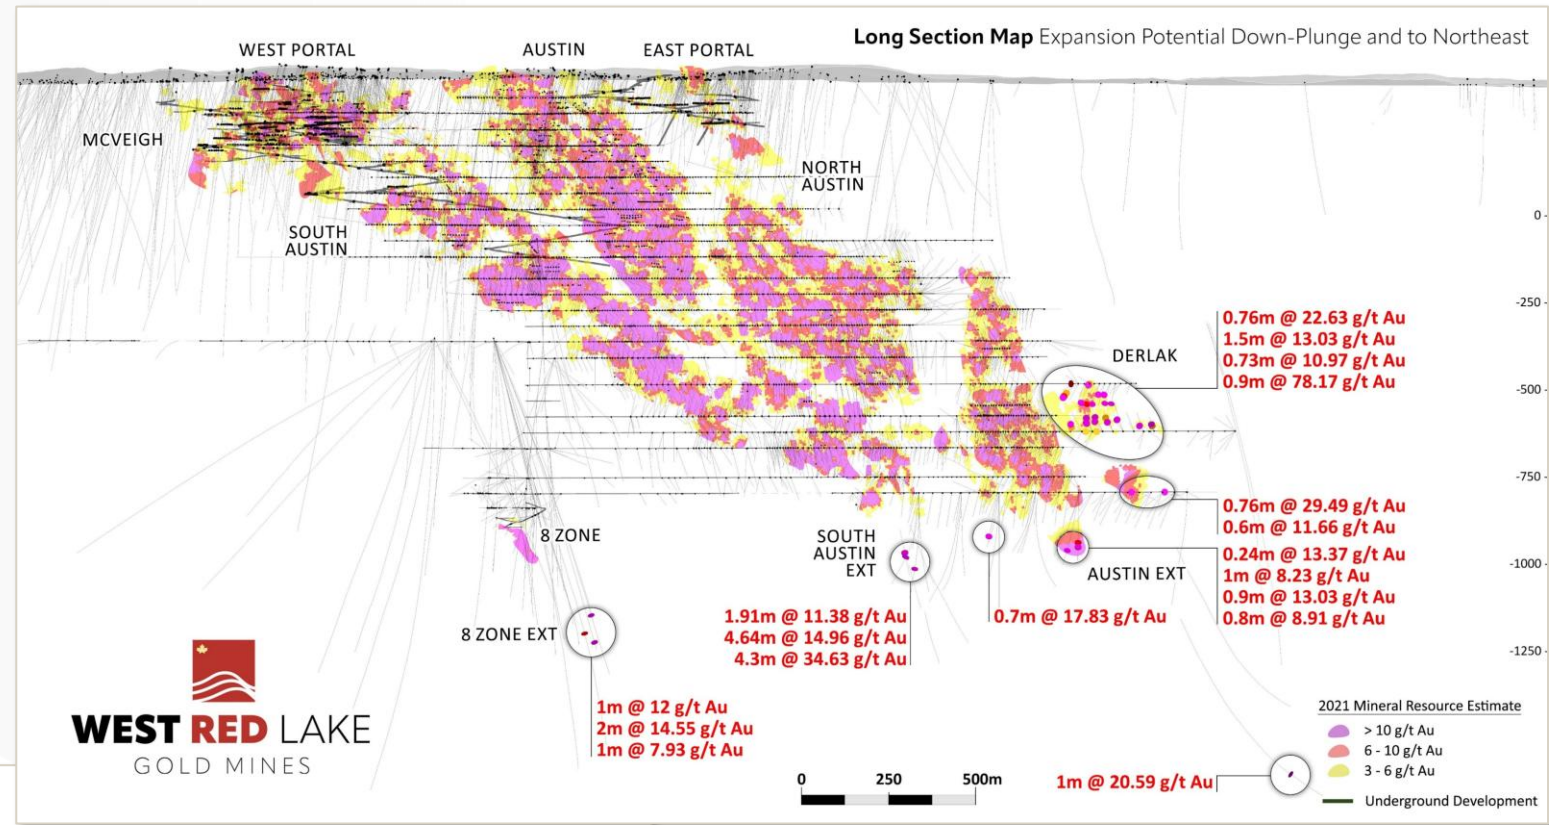 Long Section Map Expansion Potential Down-Plunge and to Northeast
WEST PORTAL
AUSTIN
EAST PORTAL
MCVEIGH
NORTH
AUSTIN
SOUTH
AUSTIN
0
-250
-500
-750
-1000
-1250
DERLAK
0.76m @ 22.63 g/t Au
1.5m @ 13.03 g/t Au
0.73m @ 10.97 g/t Au
0.9m @ 78.17 g/t Au
0.76m @ 29.49 g/t Au
0.6m @ 11.66 g/t Au
0.24m @ 13.37 g/t Au
1m @ 8.23 g/t Au
0.9m @ 13.03 g/t Au
0.8m @ 8.91 g/t Au
8 ZONE
SOUTH
AUSTIN
EXT
AUSTIN EXT
1.91m @ 11.38 g/t Au
4.64m @ 14.96 g/t Au
4.3m @ 34.63 g/t Au
0.7m @ 17.83 g/t Au
8 ZONE EXT
1m @ 12 g/t Au
2m @ 14.55 g/t Au
1m @ 7.93 g/t Au
WEST RED LAKE
GOLD MINES
0 250 500m
1m @ 20.59 g/t Au
2021 Mineral Resource Estimate
> 10 g/t Au
6 - 10 g/t Au
3 - 6 g/t Au
Underground Development